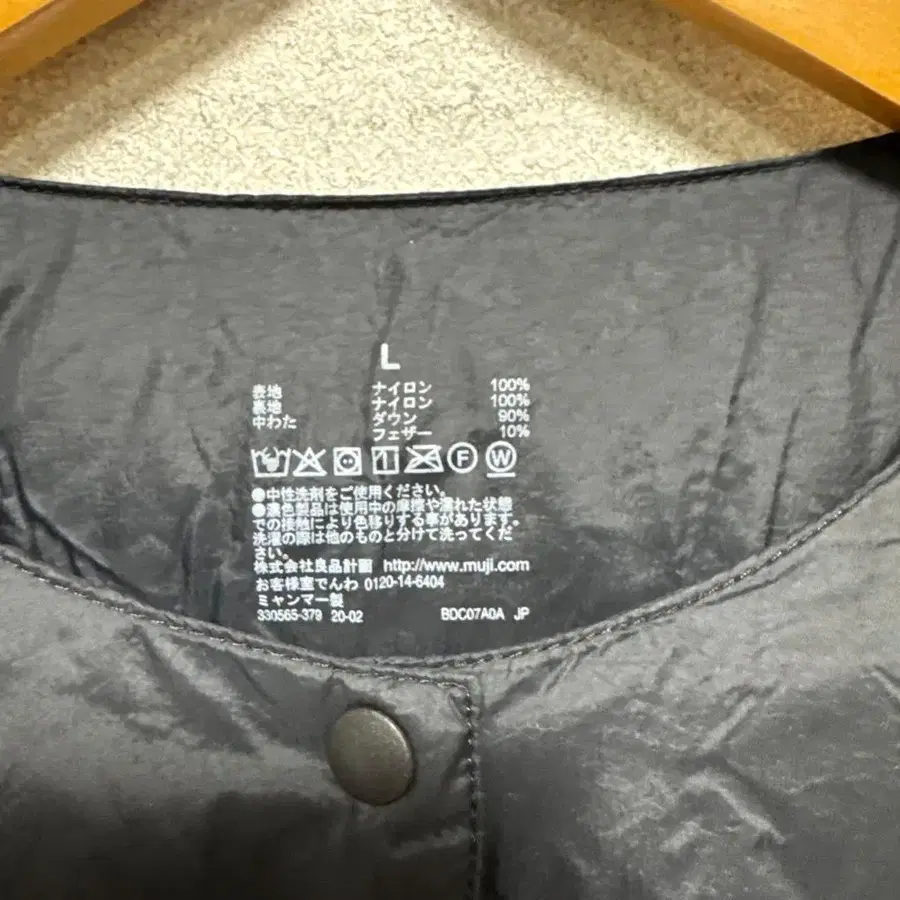 L
表地 ナイロン 100%
裏地 ナイロン 100%
中わた ダウン 90%
フェザー 10%
F W
●中性洗剤をご使用ください。
●濃色製品は使用中の摩擦や濡れた状態
での接触により色移りする事があります。
洗濯の際は他のものと分けて洗ってくだ
さい。
株式会社良品計画 http://www.muji.com
お客様室でんわ 0120-14-6404
ミャンマー製
330565-379 20-02 BDC07A0A JP